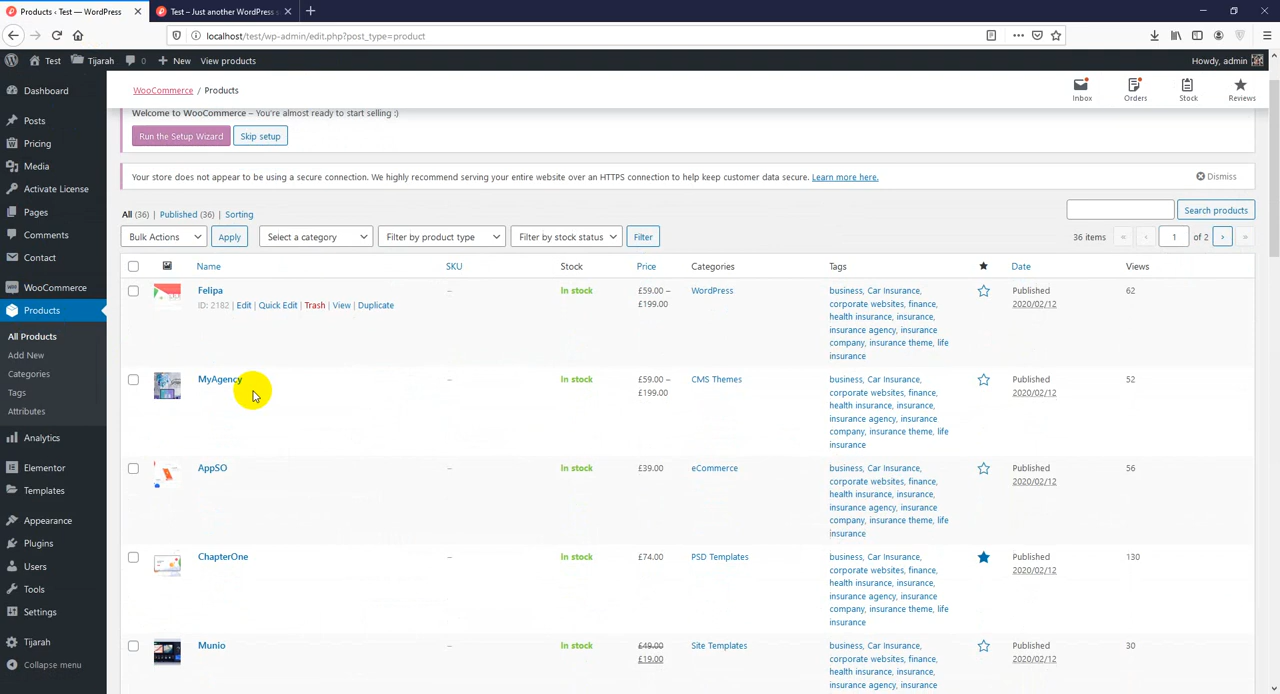 Products ‹ Test — WordPress
Test – Just another WordPress s
localhost/test/wp-admin/edit.php?post_type=product
Test
Tijarah
0
New
View products
Howdy, admin
Dashboard
Posts
Pricing
Media
Activate License
Pages
Comments
Contact
WooCommerce
Products
All Products
Add New
Categories
Tags
Attributes
Analytics
Elementor
Templates
Appearance
Plugins
Users
Tools
Settings
Tijarah
Collapse menu
WooCommerce / Products
Inbox
Orders
Stock
Reviews
Welcome to WooCommerce – You're almost ready to start selling :)
Run the Setup Wizard
Skip setup
Your store does not appear to be using a secure connection. We highly recommend serving your entire website over an HTTPS connection to help keep customer data secure. Learn more here.
Dismiss
All (36) | Published (36) | Sorting
Search products
Bulk Actions
Apply
Select a category
Filter by product type
Filter by stock status
Filter
36 items « ‹ 1 of 2 › »
Name SKU Stock Price Categories Tags Date Views
Felipa – In stock £59.00 – WordPress business, Car Insurance, Published 62
ID: 2182 | Edit | Quick Edit | Trash | View | Duplicate
£199.00 corporate websites, finance, 2020/02/12
health insurance, insurance,
insurance agency, insurance
company, insurance theme, life
insurance
MyAgency – In stock £59.00 – CMS Themes business, Car Insurance, Published 52
£199.00 corporate websites, finance, 2020/02/12
health insurance, insurance,
insurance agency, insurance
company, insurance theme, life
insurance
AppSO – In stock £39.00 eCommerce business, Car Insurance, Published 56
corporate websites, finance, 2020/02/12
health insurance, insurance,
insurance agency, insurance
company, insurance theme, life
insurance
ChapterOne – In stock £74.00 PSD Templates business, Car Insurance, Published 130
corporate websites, finance, 2020/02/12
health insurance, insurance,
insurance agency, insurance
company, insurance theme, life
insurance
Munio – In stock £49.00 Site Templates business, Car Insurance, Published 30
£19.00 corporate websites, finance, 2020/02/12
health insurance, insurance,
insurance agency, insurance